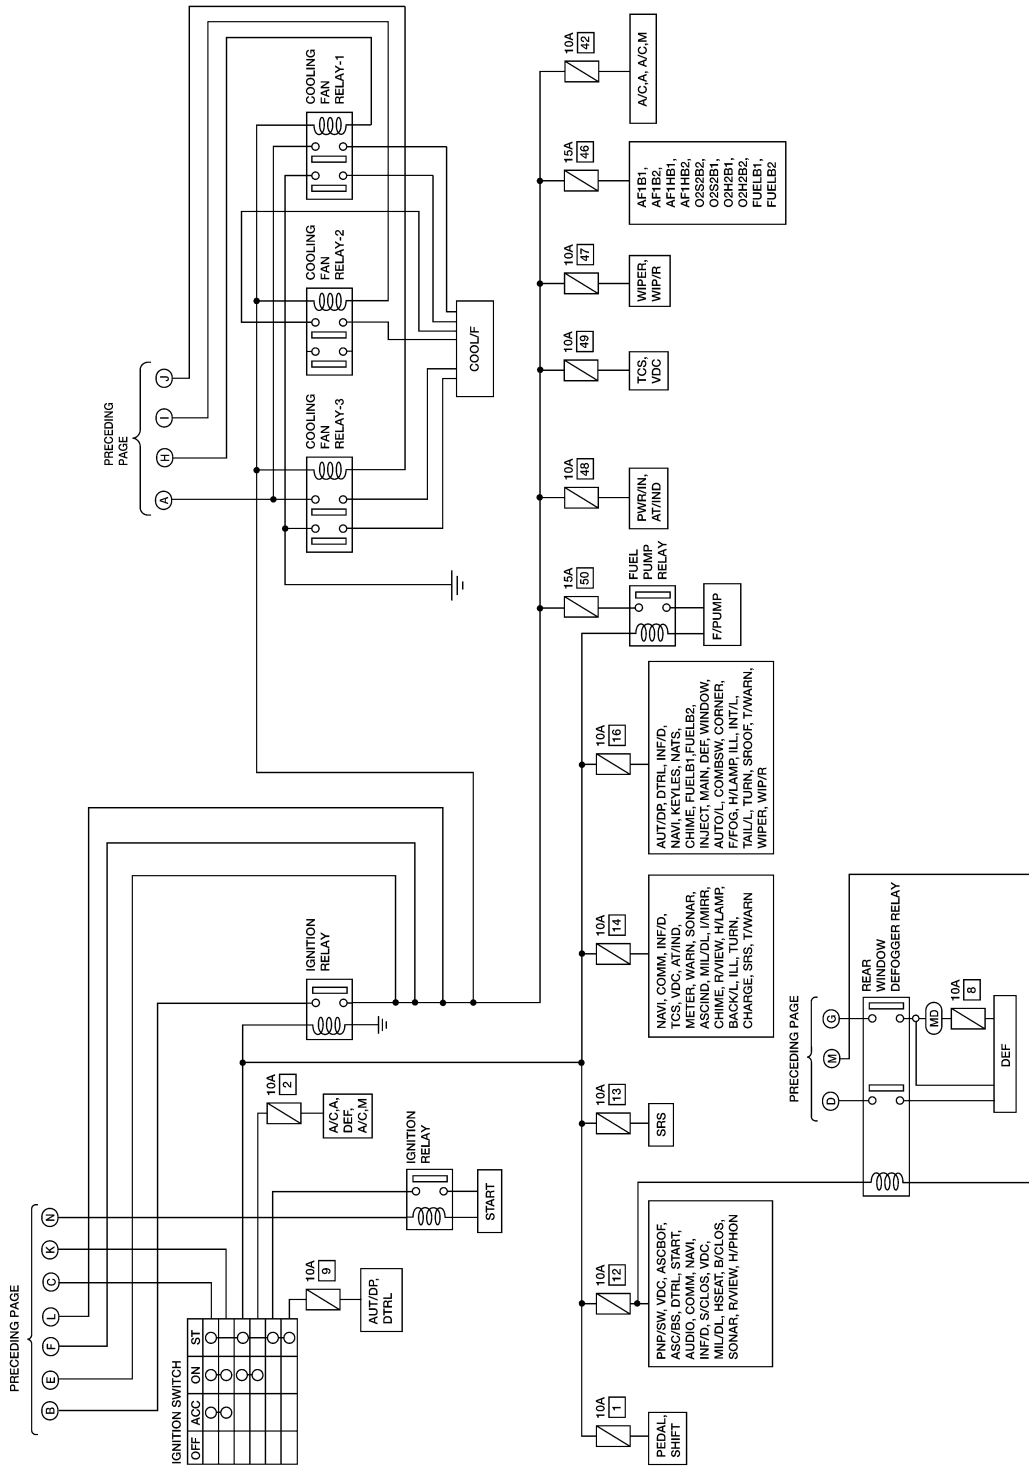 PRECEDING PAGE
B
E
F
L
C
K
N
PRECEDING
PAGE
A
H
I
J
IGNITION SWITCH
OFF
ACC
ON
ST
10A
9
AUT/DP,
DTRL
10A
2
A/C,A,
DEF,
A/C,M
IGNITION
RELAY
START
IGNITION
RELAY
COOLING
FAN
RELAY-3
COOLING
FAN
RELAY-2
COOLING
FAN
RELAY-1
COOL/F
15A
50
FUEL
PUMP
RELAY
F/PUMP
10A
48
PWR/IN,
AT/IND
10A
49
TCS,
VDC
10A
47
WIPER,
WIP/R
15A
46
AF1B1,
AF1B2,
AF1HB1,
AF1HB2,
O2S2B2,
O2S2B1,
O2H2B1,
O2H2B2,
FUELB1,
FUELB2
10A
42
A/C,A, A/C,M
10A
1
PEDAL,
SHIFT
10A
12
PNP/SW, VDC, ASCBOF,
ASC/BS, DTRL, START,
AUDIO, COMM, NAVI,
INF/D, S/CLOS, VDC,
MIL/DL, HSEAT, B/CLOS,
SONAR, R/VIEW, H/PHON
10A
13
SRS
10A
14
NAVI, COMM, INF/D,
TCS, VDC, AT/IND,
METER, WARN, SONAR,
ASCIND, MIL/DL, I/MIRR,
CHIME, R/VIEW, H/LAMP,
BACK/L, ILL, TURN,
CHARGE, SRS, T/WARN
10A
16
AUT/DP, DTRL, INF/D,
NAVI, KEYLES, NATS,
CHIME, FUELB1,FUELB2,
INJECT, MAIN, DEF, WINDOW,
AUTO/L, COMBSW, CORNER,
F/FOG, H/LAMP, ILL, INT/L,
TAIL/L, TURN, SROOF, T/WARN,
WIPER, WIP/R
PRECEDING PAGE
D
M
G
REAR
WINDOW
DEFOGGER RELAY
MD
10A
8
DEF